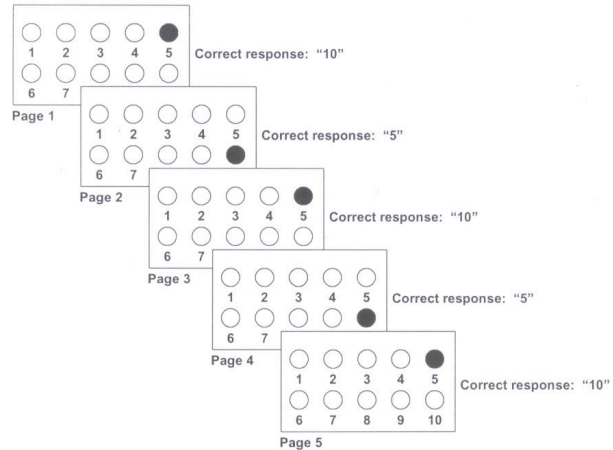 1 2 3 4 5
Correct response: “10”
6 7
Page 1
1 2 3 4 5
Correct response: “5”
6 7
Page 2
1 2 3 4 5
Correct response: “10”
6 7
Page 3
1 2 3 4 5
Correct response: “5”
6 7
Page 4
1 2 3 4 5
Correct response: “10”
6 7 8 9 10
Page 5